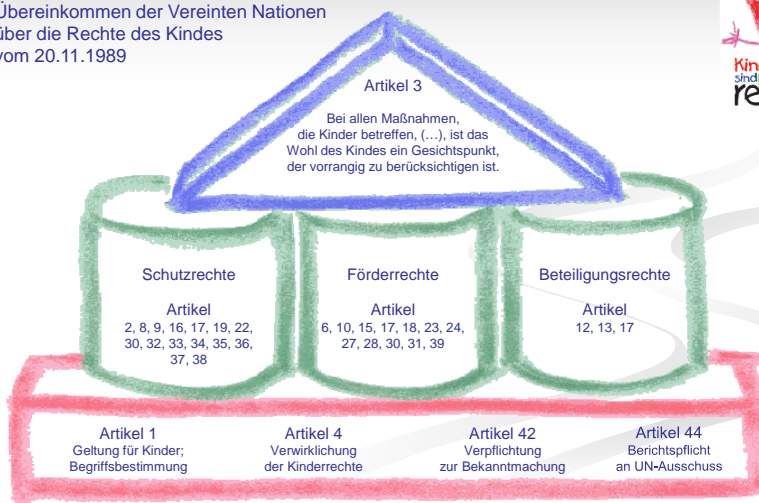 Übereinkommen der Vereinten Nationen
über die Rechte des Kindes
vom 20.11.1989
Artikel 3
Bei allen Maßnahmen,
die Kinder betreffen, (…), ist das
Wohl des Kindes ein Gesichtspunkt,
der vorrangig zu berücksichtigen ist.
Schutzrechte
Artikel
2, 8, 9, 16, 17, 19, 22,
30, 32, 33, 34, 35, 36,
37, 38
Förderrechte
Artikel
6, 10, 15, 17, 18, 23, 24,
27, 28, 30, 31, 39
Beteiligungsrechte
Artikel
12, 13, 17
Artikel 1
Geltung für Kinder;
Begriffsbestimmung
Artikel 4
Verwirklichung
der Kinderrechte
Artikel 42
Verpflichtung
zur Bekanntmachung
Artikel 44
Berichtspflicht
an UN-Ausschuss
sind